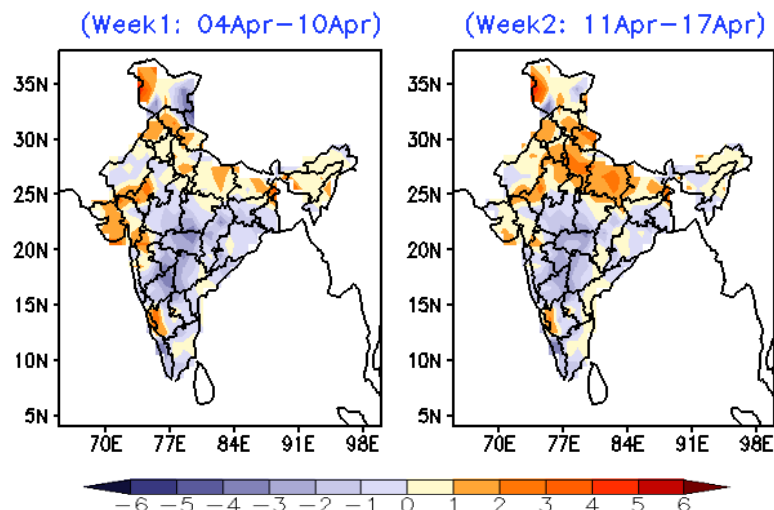 (Week1: 04Apr-10Apr)
(Week2: 11Apr-17Apr)
35N
30N
25N
20N
15N
10N
5N
70E 77E 84E 91E 98E
35N
30N
25N
20N
15N
10N
5N
70E 77E 84E 91E 98E
-6 -5 -4 -3 -2 -1 0 1 2 3 4 5 6